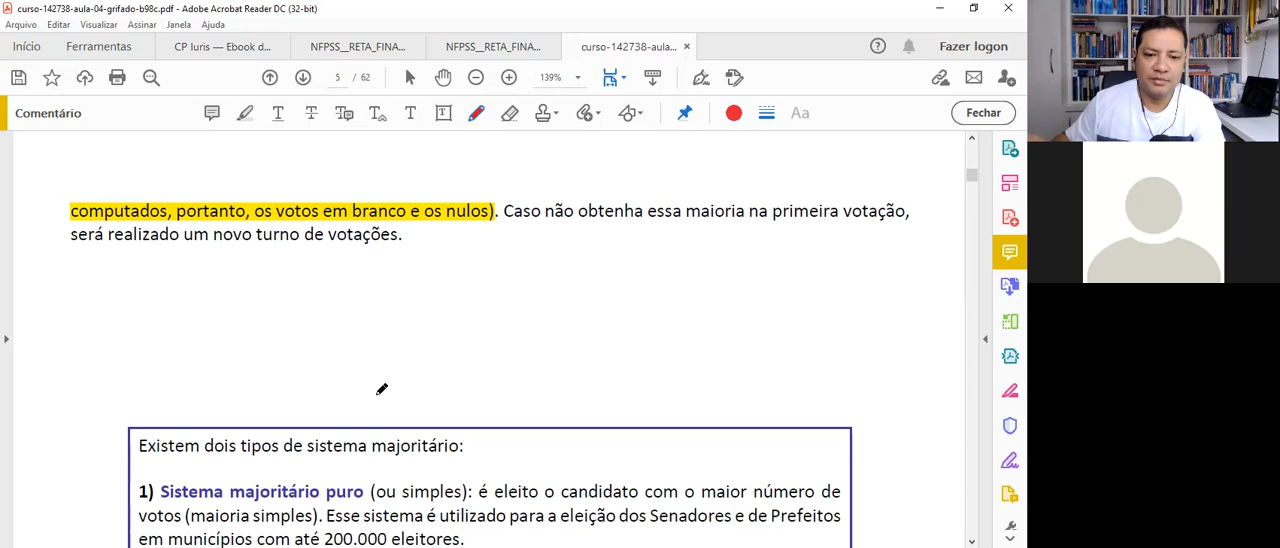 curso-142738-aula-04-grifado-b98c.pdf - Adobe Acrobat Reader DC (32-bit)
Arquivo Editar Visualizar Assinar Janela Ajuda
Início Ferramentas CP Iuris — Ebook d... NFPSS__RETA_FINA... NFPSS__RETA_FINA... curso-142738-aula... × Fazer logon
5 / 62 139%
Comentário Aa Fechar
computados, portanto, os votos em branco e os nulos). Caso não obtenha essa maioria na primeira votação,
será realizado um novo turno de votações.
Existem dois tipos de sistema majoritário:
1) Sistema majoritário puro (ou simples): é eleito o candidato com o maior número de
votos (maioria simples). Esse sistema é utilizado para a eleição dos Senadores e de Prefeitos
em municípios com até 200.000 eleitores.